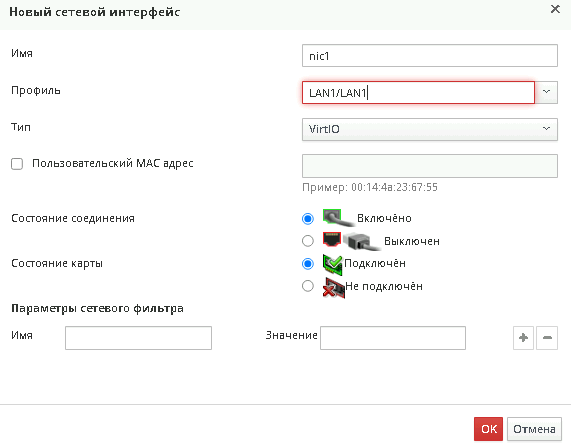 Новый сетевой интерфейс
Имя nic1
Профиль LAN1/LAN1
Тип VirtIO
Пользовательский MAC адрес
Пример: 00:14:4a:23:67:55
Состояние соединения Включёно
Выключен
Состояние карты Подключён
Не подключён
Параметры сетевого фильтра
Имя Значение
OK Отмена